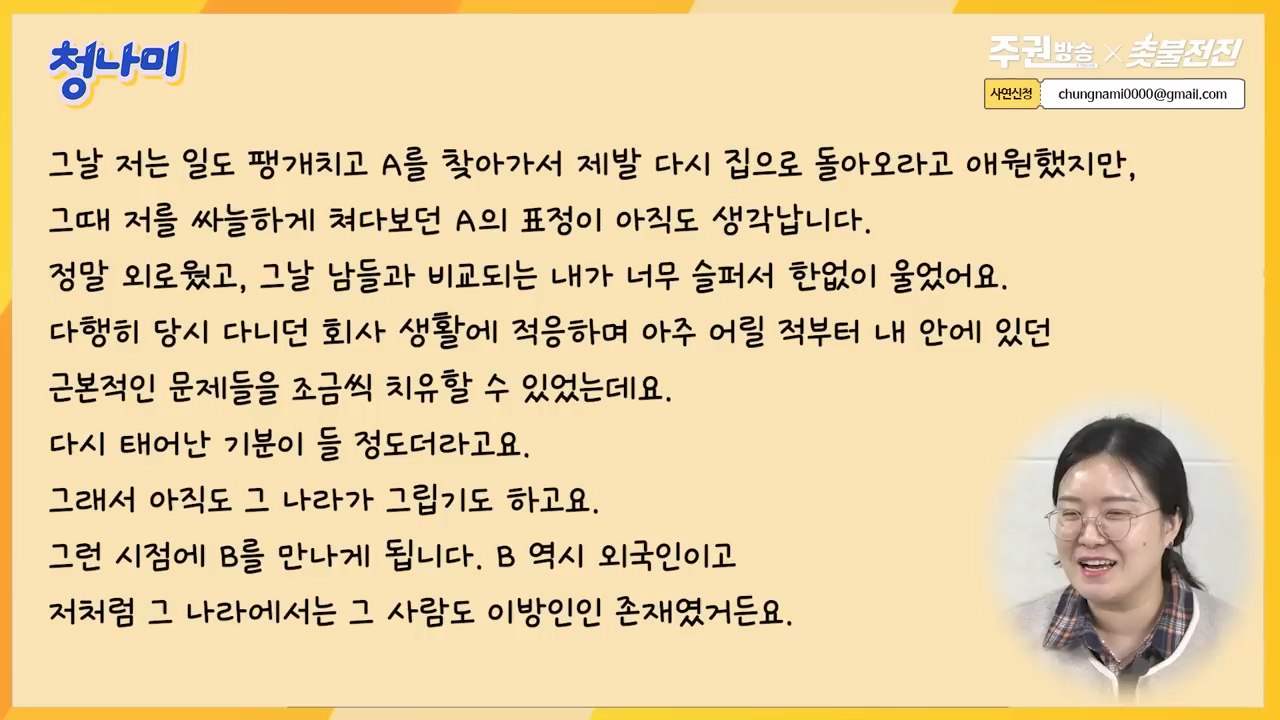 청나미
주권방송×촛불전진
사연신청 chungnami0000@gmail.com
그날 저는 일도 팽개치고 A를 찾아가서 제발 다시 집으로 돌아오라고 애원했지만,
그때 저를 싸늘하게 쳐다보던 A의 표정이 아직도 생각납니다.
정말 외로웠고, 그날 남들과 비교되는 내가 너무 슬퍼서 한없이 울었어요.
다행히 당시 다니던 회사 생활에 적응하며 아주 어릴 적부터 내 안에 있던
근본적인 문제들을 조금씩 치유할 수 있었는데요.
다시 태어난 기분이 들 정도더라고요.
그래서 아직도 그 나라가 그립기도 하고요.
그런 시점에 B를 만나게 됩니다. B 역시 외국인이고
저처럼 그 나라에서는 그 사람도 이방인인 존재였거든요.